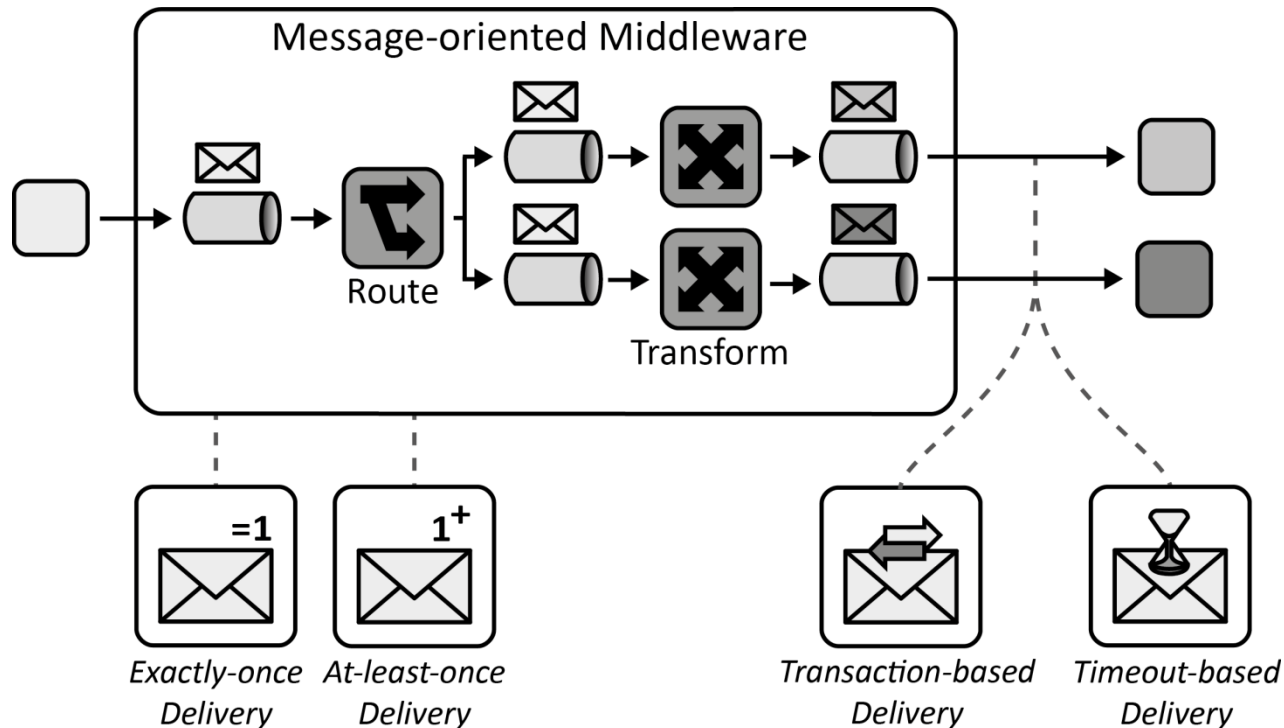 Message-oriented Middleware
Route
Transform
=1
1+
Exactly-once
Delivery
At-least-once
Delivery
Transaction-based
Delivery
Timeout-based
Delivery